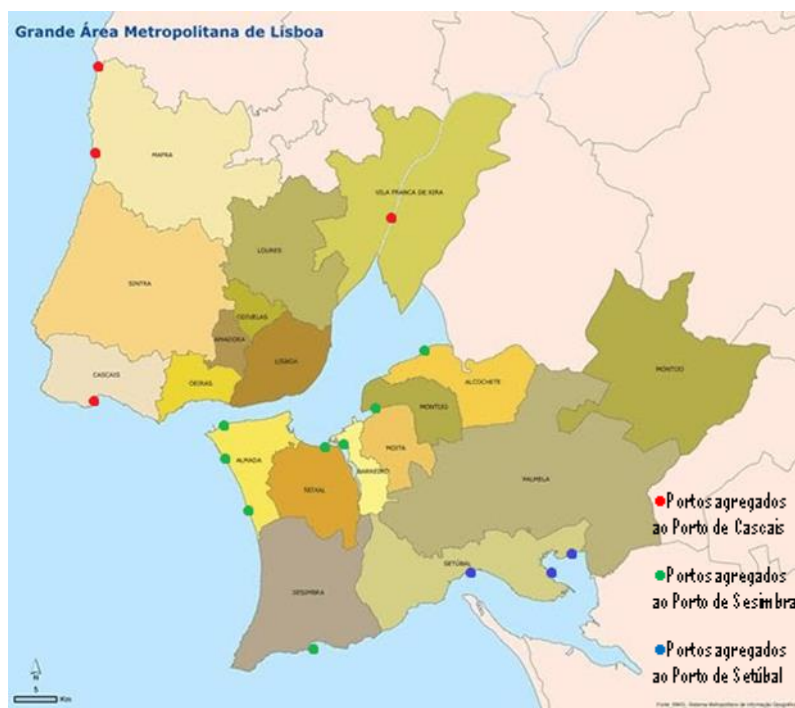 Grande Área Metropolitana de Lisboa
MAFRA
VILA FRANCA DE XIRA
LOURES
SINTRA
ODIVELAS
AMADORA
LISBOA
CASCAIS
OEIRAS
MONTIJO
ALCOCHETE
MONTIJO
MOITA
ALMADA
BARREIRO
SEIXAL
PALMELA
SETÚBAL
SESIMBRA
Portos agregados
ao Porto de Cascais
Portos agregados
ao Porto de Sesimbra
Portos agregados
ao Porto de Setúbal
N
5
Km